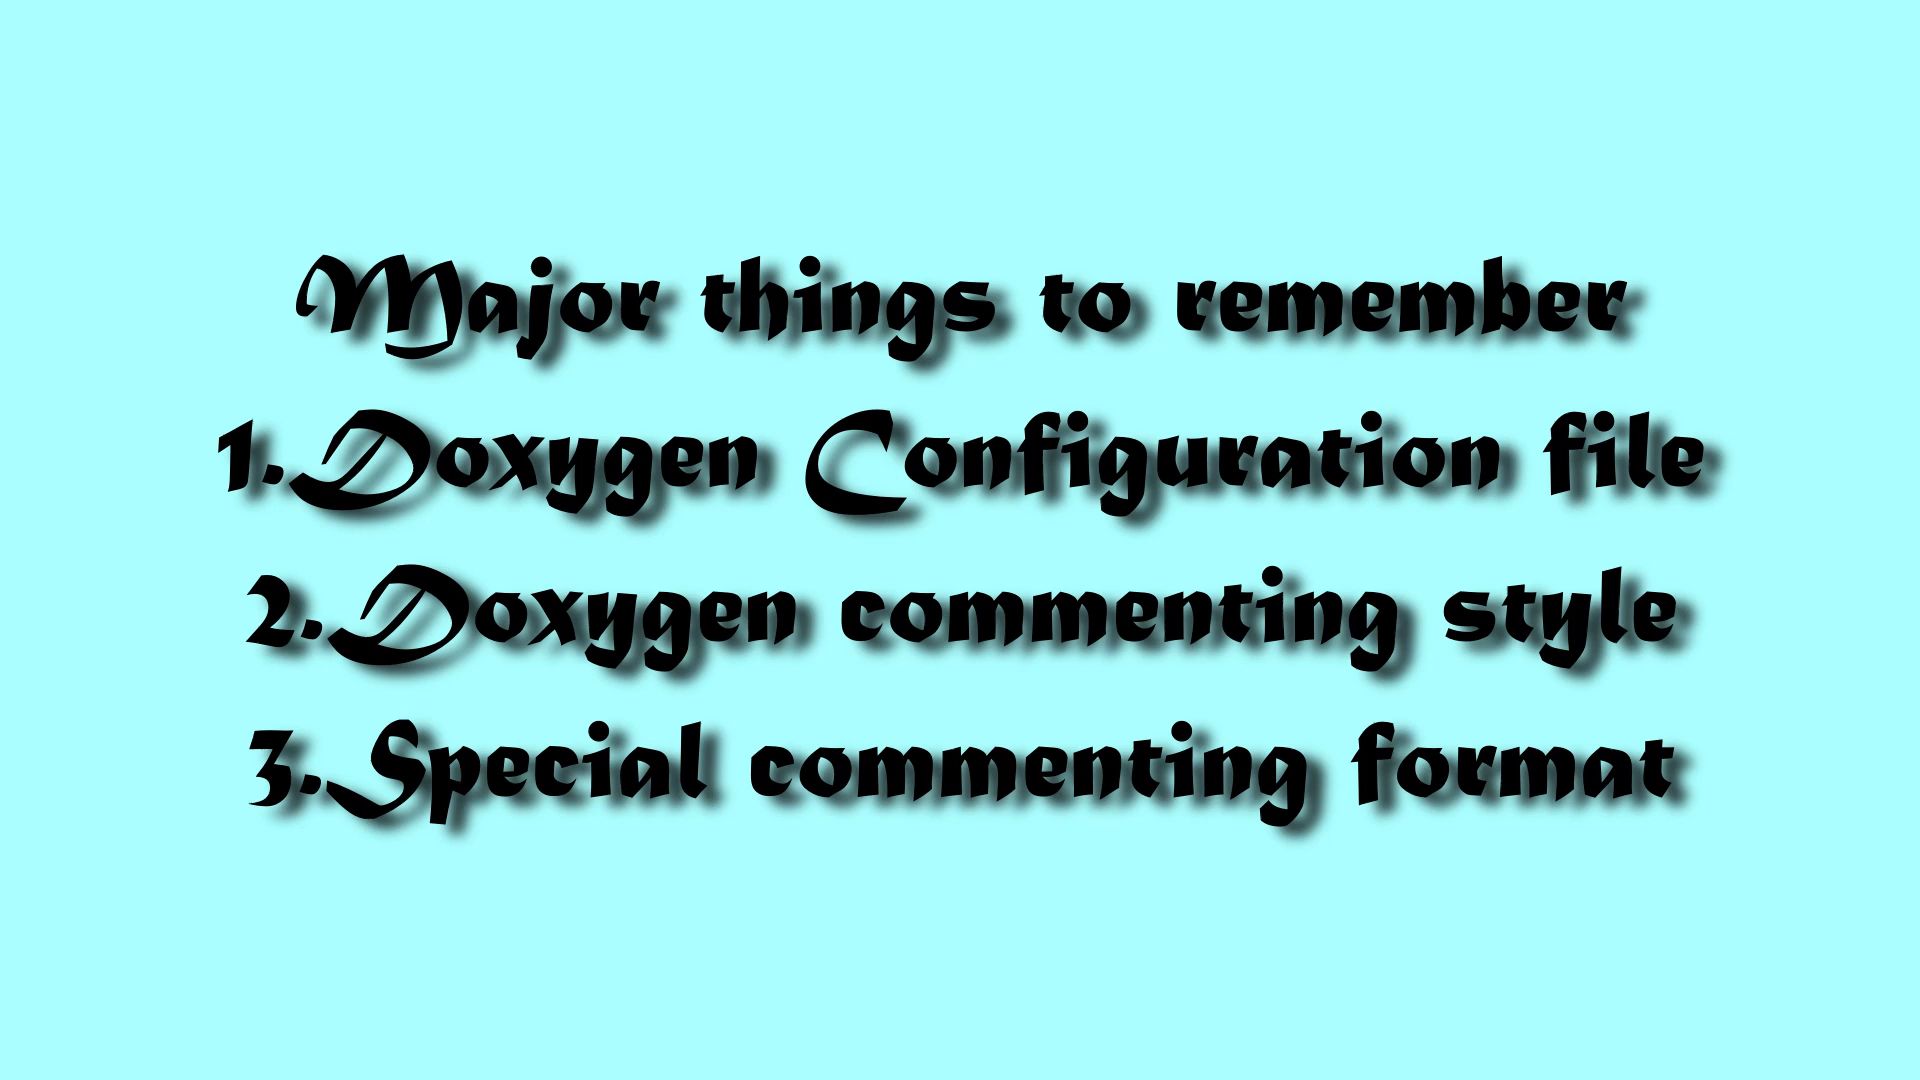 Major things to remember
1.Doxygen Configuration file
2.Doxygen commenting style
3.Special commenting format